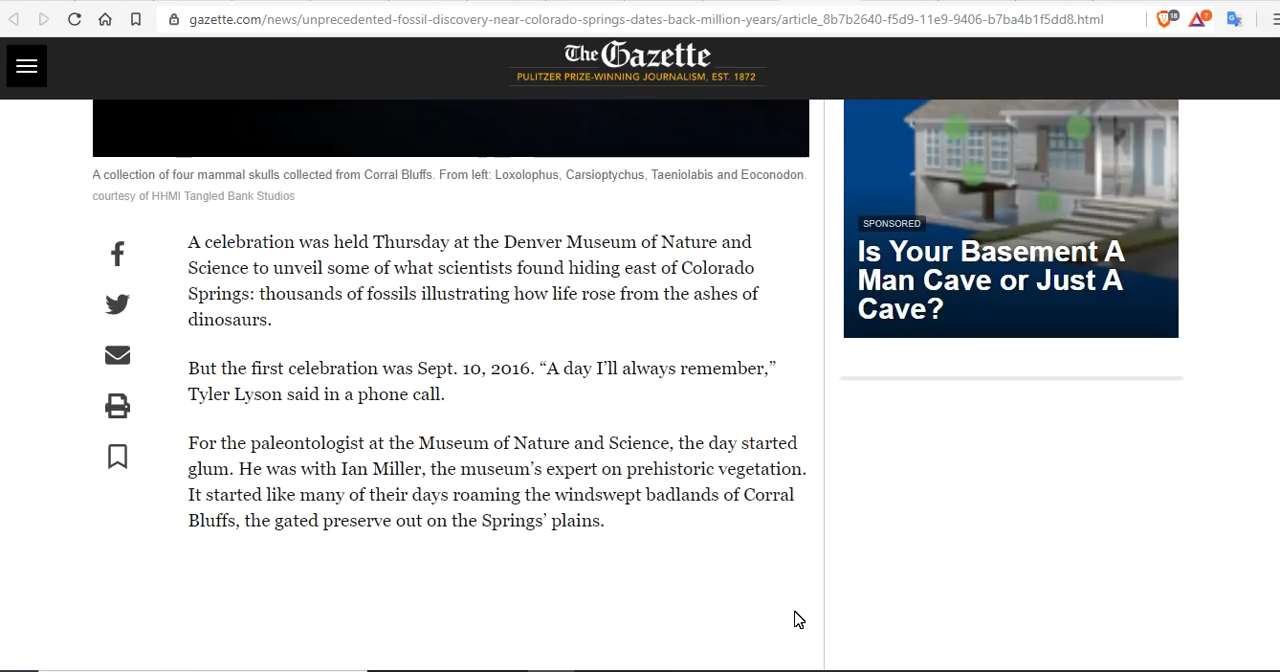 gazette.com/news/unprecedented-fossil-discovery-near-colorado-springs-dates-back-million-years/article_8b7b2640-f5d9-11e9-9406-b7ba4b1f5dd8.html
18
7
The Gazette
PULITZER PRIZE-WINNING JOURNALISM, EST. 1872
A collection of four mammal skulls collected from Corral Bluffs. From left: Loxolophus, Carsioptychus, Taeniolabis and Eoconodon.
courtesy of HHMI Tangled Bank Studios
A celebration was held Thursday at the Denver Museum of Nature and
Science to unveil some of what scientists found hiding east of Colorado
Springs: thousands of fossils illustrating how life rose from the ashes of
dinosaurs.
But the first celebration was Sept. 10, 2016. “A day I’ll always remember,”
Tyler Lyson said in a phone call.
For the paleontologist at the Museum of Nature and Science, the day started
glum. He was with Ian Miller, the museum’s expert on prehistoric vegetation.
It started like many of their days roaming the windswept badlands of Corral
Bluffs, the gated preserve out on the Springs’ plains.
SPONSORED
Is Your Basement A
Man Cave or Just A
Cave?